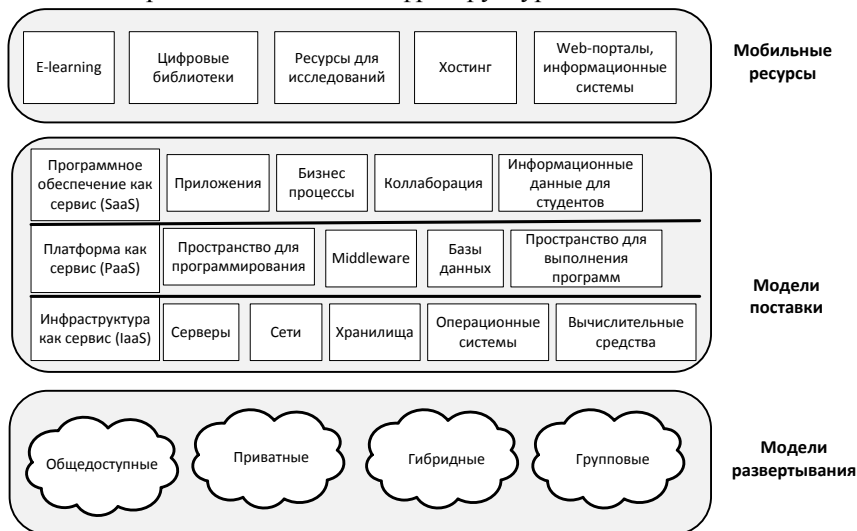 E-learning
Цифровые
библиотеки
Ресурсы для
исследований
Хостинг
Web-порталы,
информационные
системы
Мобильные
ресурсы
Программное
обеспечение как
сервис (SaaS)
Приложения
Бизнес
процессы
Коллаборация
Информационные
данные для
студентов
Платформа как
сервис (PaaS)
Пространство для
программирования
Middleware
Базы
данных
Пространство для
выполнения
программ
Инфраструктура
как сервис (IaaS)
Серверы
Сети
Хранилища
Операционные
системы
Вычислительные
средства
Модели
поставки
Общедоступные
Приватные
Гибридные
Групповые
Модели
развертывания